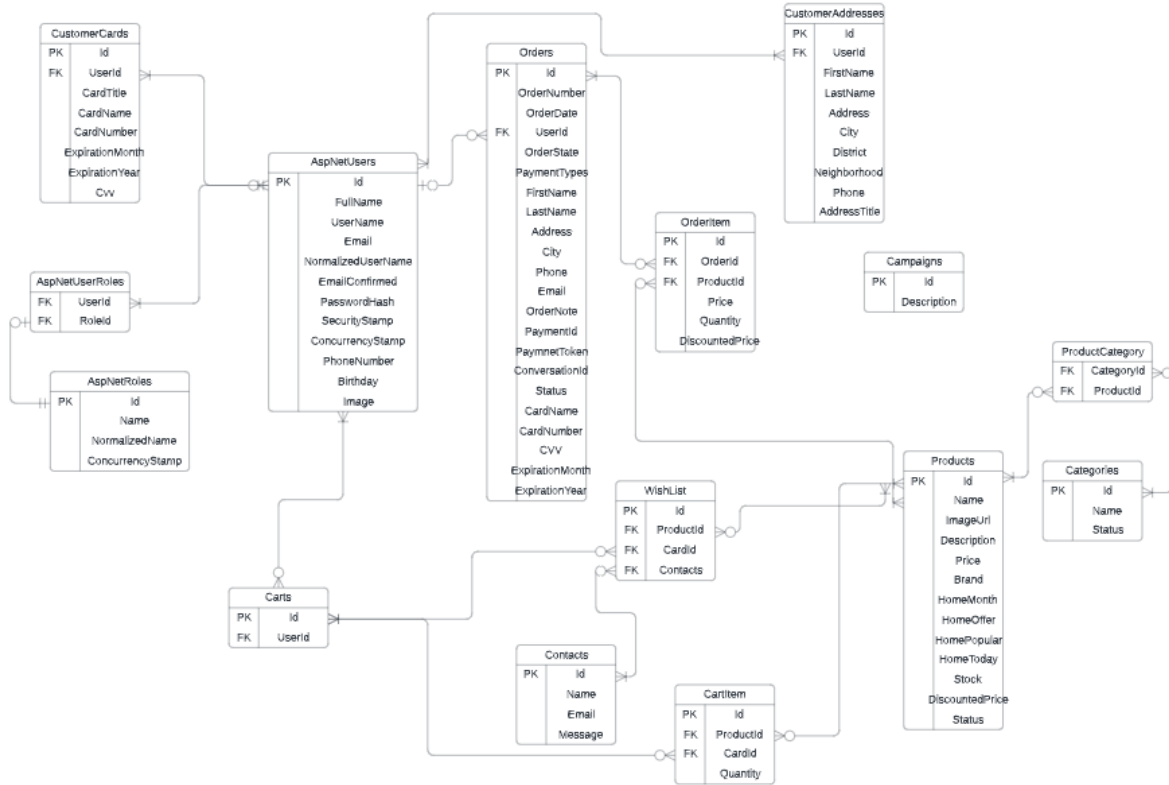 CustomerCards
PK Id
FK UserId
CardTitle
CardName
CardNumber
ExpirationMonth
ExpirationYear
Cvv
AspNetUserRoles
FK UserId
FK RoleId
AspNetRoles
PK Id
Name
NormalizedName
ConcurrencyStamp
AspNetUsers
PK Id
FullName
UserName
Email
NormalizedUserName
EmailConfirmed
PasswordHash
SecurityStamp
ConcurrencyStamp
PhoneNumber
Birthday
Image
Carts
PK Id
FK UserId
Orders
PK Id
OrderNumber
OrderDate
FK UserId
OrderState
PaymentTypes
FirstName
LastName
Address
City
Phone
Email
OrderNote
PaymentId
PaymnetToken
ConversationId
Status
CardName
CardNumber
CVV
ExpirationMonth
ExpirationYear
CustomerAddresses
PK Id
FK UserId
FirstName
LastName
Address
City
District
Neighborhood
Phone
AddressTitle
OrderItem
PK Id
FK OrderId
FK ProductId
Price
Quantity
DiscountedPrice
Campaigns
PK Id
Description
ProductCategory
FK CategoryId
FK ProductId
Categories
PK Id
Name
Status
Products
PK Id
Name
ImageUrl
Description
Price
Brand
HomeMonth
HomeOffer
HomePopular
HomeToday
Stock
DiscountedPrice
Status
WishList
PK Id
FK ProductId
FK CardId
FK Contacts
Contacts
PK Id
Name
Email
Message
CartItem
PK Id
FK ProductId
FK CardId
Quantity